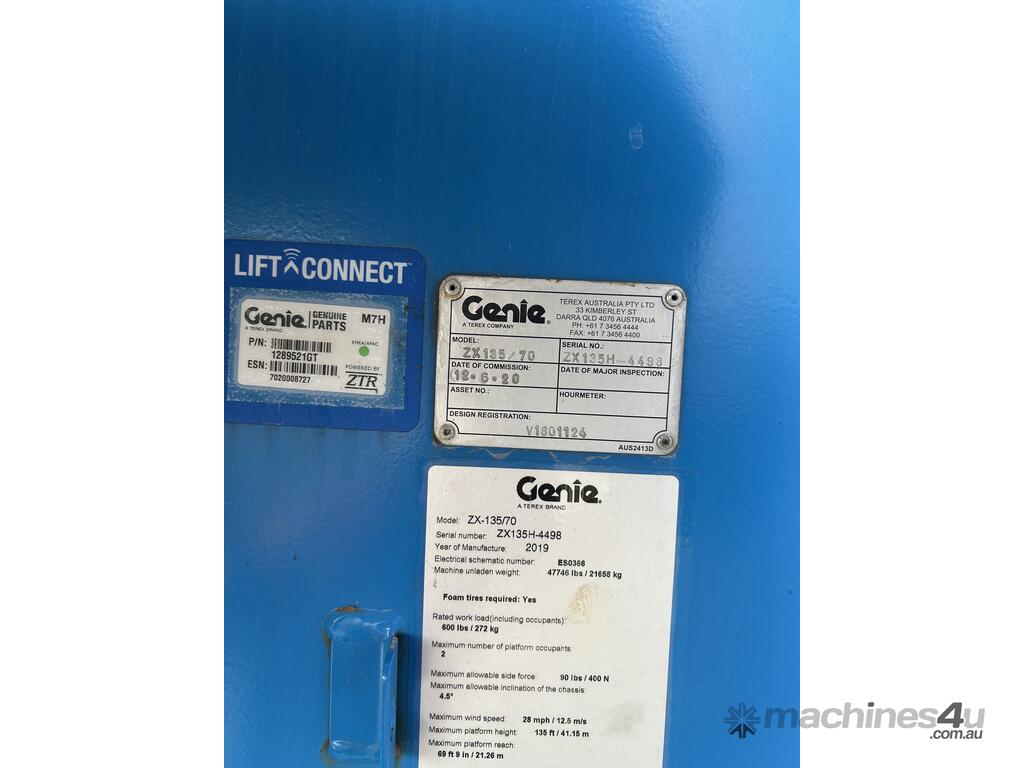 LIFT CONNECT™
Genie. GENUINE PARTS M7H
A TEREX BRAND
P/N: EMEA/APAC
1289521GT
ESN: POWERED BY
7020008727 ZTR
Genie.
A TEREX COMPANY
TEREX AUSTRALIA PTY LTD
33 KIMBERLEY ST
DARRA QLD 4076 AUSTRALIA
PH: +61 7 3456 4444
FAX: +61 7 3456 4400
MODEL: SERIAL NO.:
ZX135/70 ZX135H-4498
DATE OF COMMISSION: DATE OF MAJOR INSPECTION:
12.6.20
ASSET NO.: HOURMETER:
DESIGN REGISTRATION:
V1801124
AUS2413D
Genie.
A TEREX BRAND
Model: ZX-135/70
Serial number: ZX135H-4498
Year of Manufacture: 2019
Electrical schematic number: ES0366
Machine unladen weight: 47746 lbs / 21658 kg
Foam tires required: Yes
Rated work load(including occupants):
600 lbs / 272 kg
Maximum number of platform occupants:
2
Maximum allowable side force: 90 lbs / 400 N
Maximum allowable inclination of the chassis:
4.5°
Maximum wind speed: 28 mph / 12.5 m/s
Maximum platform height: 135 ft / 41.15 m
Maximum platform reach:
69 ft 9 in / 21.26 m
machines4u
.com.au